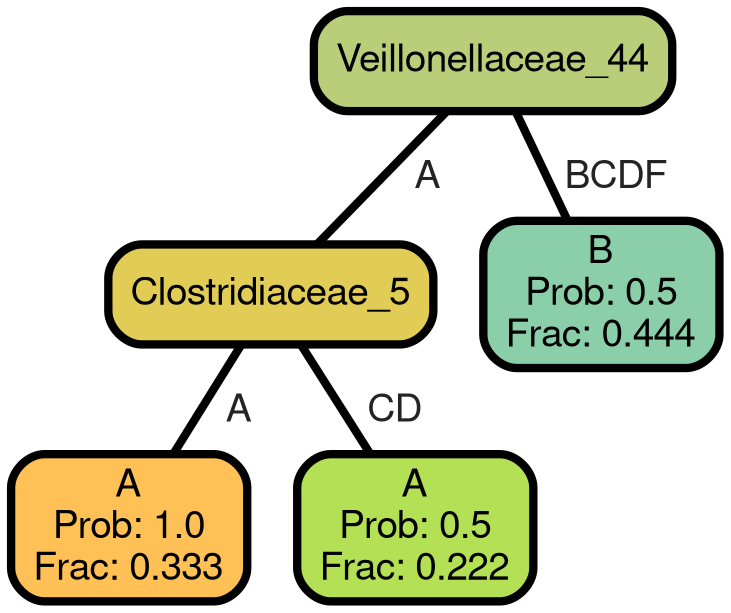 Veillonellaceae_44
A
BCDF
Clostridiaceae_5
B
Prob: 0.5
Frac: 0.444
A
CD
A
Prob: 1.0
Frac: 0.333
A
Prob: 0.5
Frac: 0.222